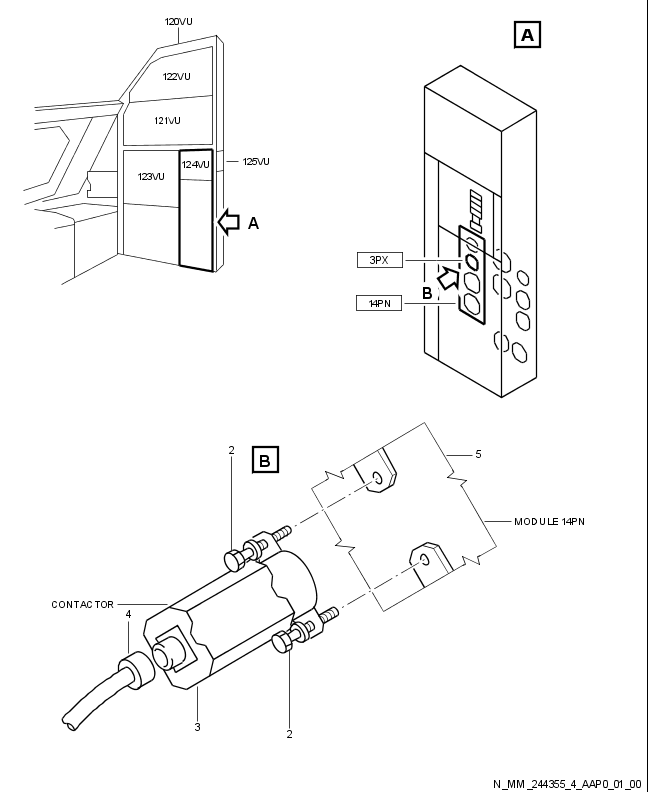 120VU
A
122VU
121VU
124VU
125VU
123VU
A
3PX
B
14PN
2
B
5
MODULE 14PN
CONTACTOR
4
3
2
N_MM_244355_4_AAP0_01_00